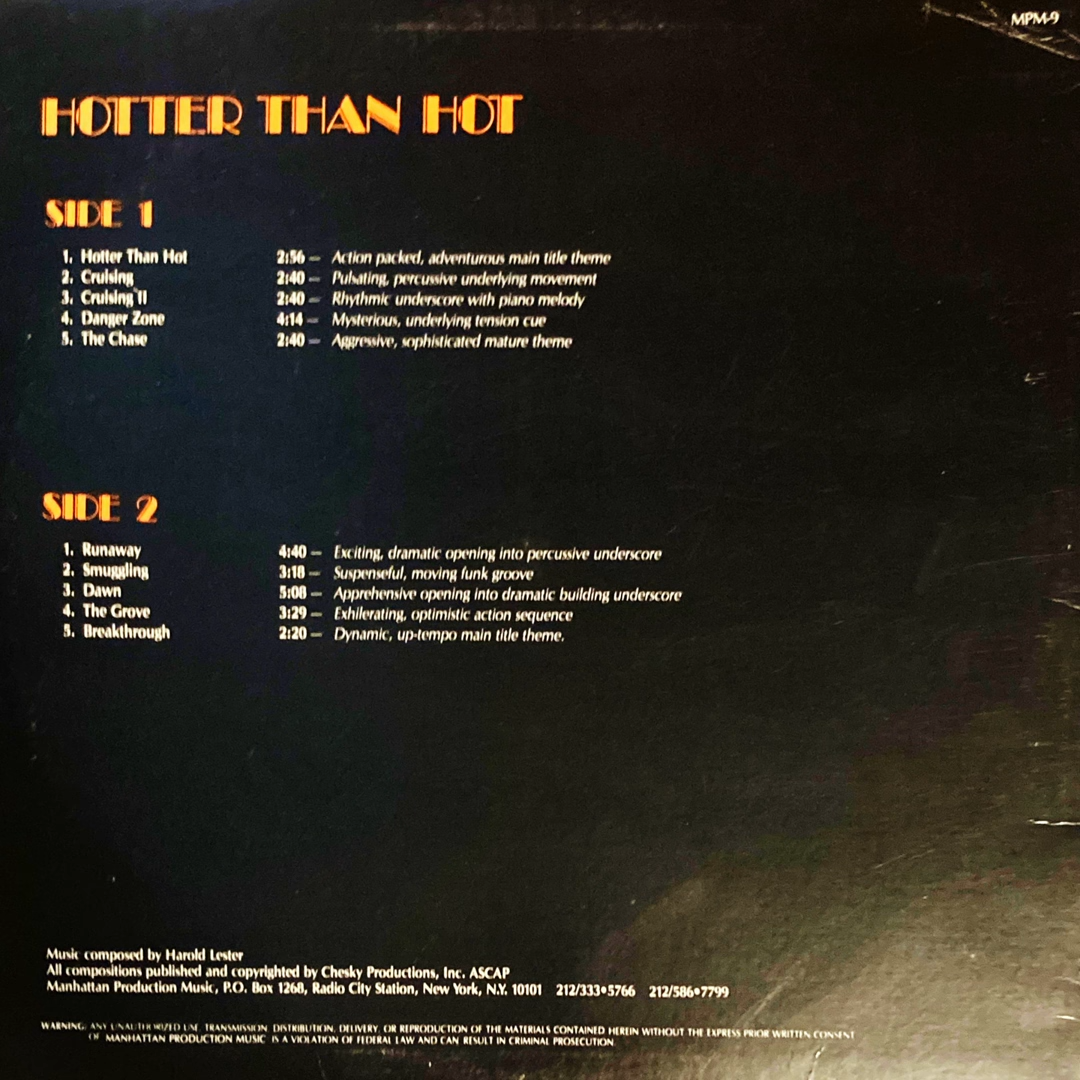 MPM-9
HOTTER THAN HOT
SIDE 1
1. Hotter Than Hot 2:56 — Action packed, adventurous main title theme
2. Cruising 2:40 — Pulsating, percussive underlying movement
3. Cruising II 2:40 — Rhythmic underscore with piano melody
4. Danger Zone 4:14 — Mysterious, underlying tension cue
5. The Chase 2:40 — Aggressive, sophisticated mature theme
SIDE 2
1. Runaway 4:40 — Exciting, dramatic opening into percussive underscore
2. Smuggling 3:18 — Suspenseful, moving funk groove
3. Dawn 5:08 — Apprehensive opening into dramatic building underscore
4. The Grove 3:29 — Exhilerating, optimistic action sequence
5. Breakthrough 2:20 — Dynamic, up-tempo main title theme.
Music composed by Harold Lester
All compositions published and copyrighted by Chesky Productions, Inc. ASCAP
Manhattan Production Music, P.O. Box 1268, Radio City Station, New York, N.Y. 10101 212/333•5766 212/586•7799
WARNING: ANY UNAUTHORIZED USE, TRANSMISSION, DISTRIBUTION, DELIVERY, OR REPRODUCTION OF THE MATERIALS CONTAINED HEREIN WITHOUT THE EXPRESS PRIOR WRITTEN CONSENT
OF MANHATTAN PRODUCTION MUSIC IS A VIOLATION OF FEDERAL LAW AND CAN RESULT IN CRIMINAL PROSECUTION.